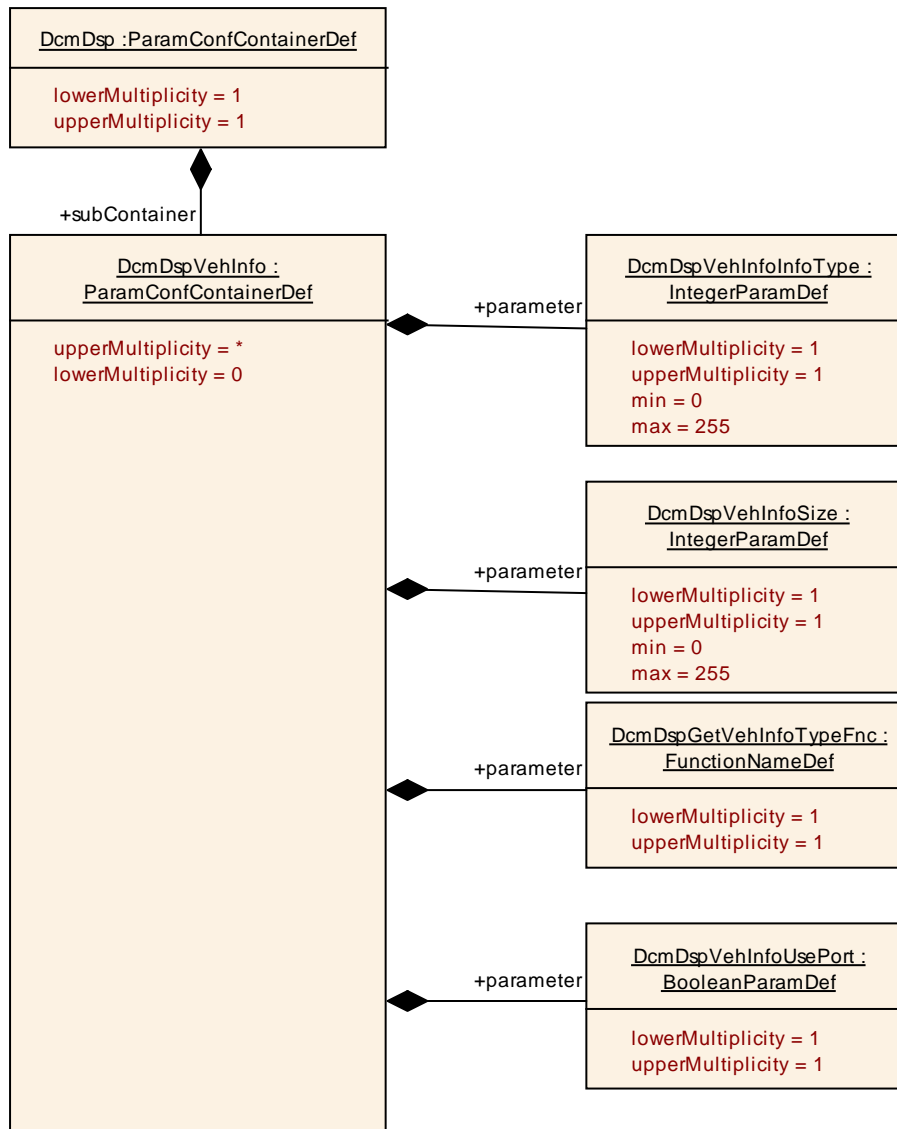 DcmDsp :ParamConfContainerDef
lowerMultiplicity = 1
upperMultiplicity = 1
+subContainer
DcmDspVehInfo :
ParamConfContainerDef
upperMultiplicity = *
lowerMultiplicity = 0
+parameter
DcmDspVehInfoInfoType :
IntegerParamDef
lowerMultiplicity = 1
upperMultiplicity = 1
min = 0
max = 255
+parameter
DcmDspVehInfoSize :
IntegerParamDef
lowerMultiplicity = 1
upperMultiplicity = 1
min = 0
max = 255
+parameter
DcmDspGetVehInfoTypeFnc :
FunctionNameDef
lowerMultiplicity = 1
upperMultiplicity = 1
+parameter
DcmDspVehInfoUsePort :
BooleanParamDef
lowerMultiplicity = 1
upperMultiplicity = 1